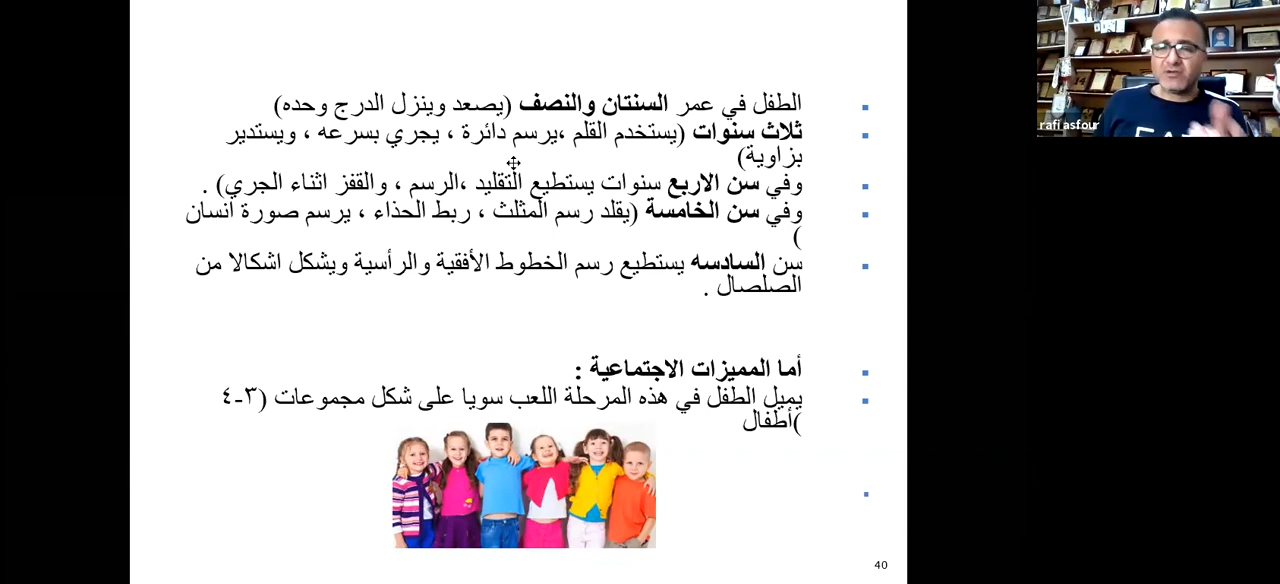 الطفل في عمر السنتان والنصف (يصعد وينزل الدرج وحده)
ثلاث سنوات (يستخدم القلم ،يرسم دائرة ، يجري بسرعه ، ويستدير
بزاوية)
وفي سن الاربع سنوات يستطيع التقليد ،الرسم ، والقفز اثناء الجري) .
وفي سن الخامسة (يقلد رسم المثلث ، ربط الحذاء ، يرسم صورة انسان
)
سن السادسه يستطيع رسم الخطوط الأفقية والرأسية ويشكل اشكالا من
الصلصال .
أما المميزات الاجتماعية :
يميل الطفل في هذه المرحلة اللعب سويا على شكل مجموعات (٣-٤
)أطفال
40
rafi asfour